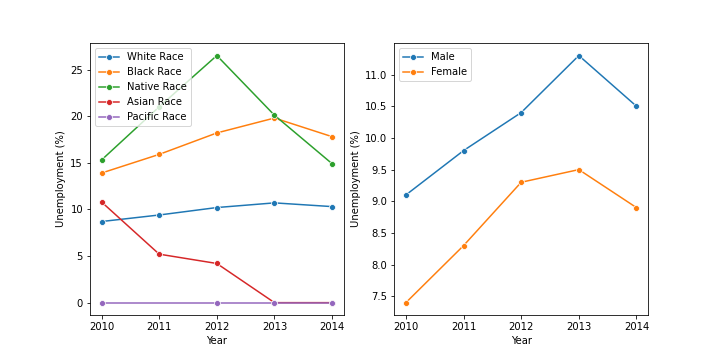 White Race
Black Race
Native Race
Asian Race
Pacific Race
Unemployment (%)
25
20
15
10
5
0
2010 2011 2012 2013 2014
Year
Male
Female
Unemployment (%)
11.0
10.5
10.0
9.5
9.0
8.5
8.0
7.5
2010 2011 2012 2013 2014
Year